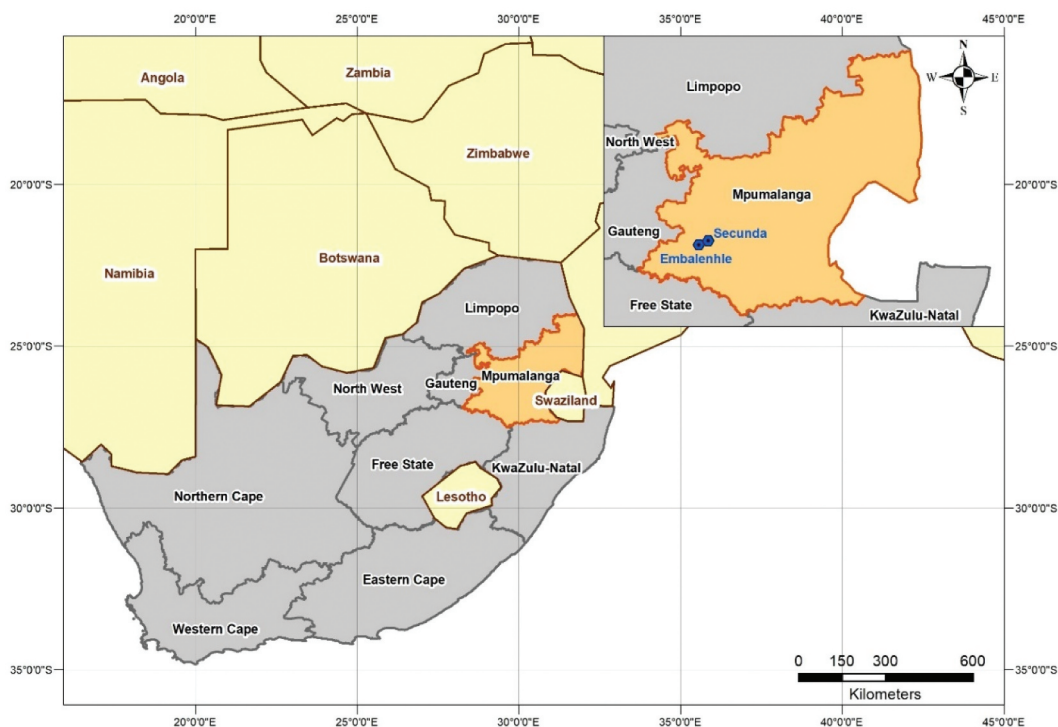 20°0'0"E 25°0'0"E 30°0'0"E 35°0'0"E 40°0'0"E 45°0'0"E
Angola
Zambia
Zimbabwe
Namibia
Botswana
Limpopo
North West
Gauteng
Mpumalanga
Swaziland
Free State
KwaZulu-Natal
Lesotho
Northern Cape
Eastern Cape
Western Cape
N
W E
S
Limpopo
North West
Mpumalanga
Gauteng
Secunda
Embalenhle
Free State
KwaZulu-Natal
20°0'0"S 20°0'0"S
25°0'0"S 25°0'0"S
30°0'0"S 30°0'0"S
35°0'0"S 35°0'0"S
0 150 300 600
Kilometers
20°0'0"E 25°0'0"E 30°0'0"E 35°0'0"E 40°0'0"E 45°0'0"E